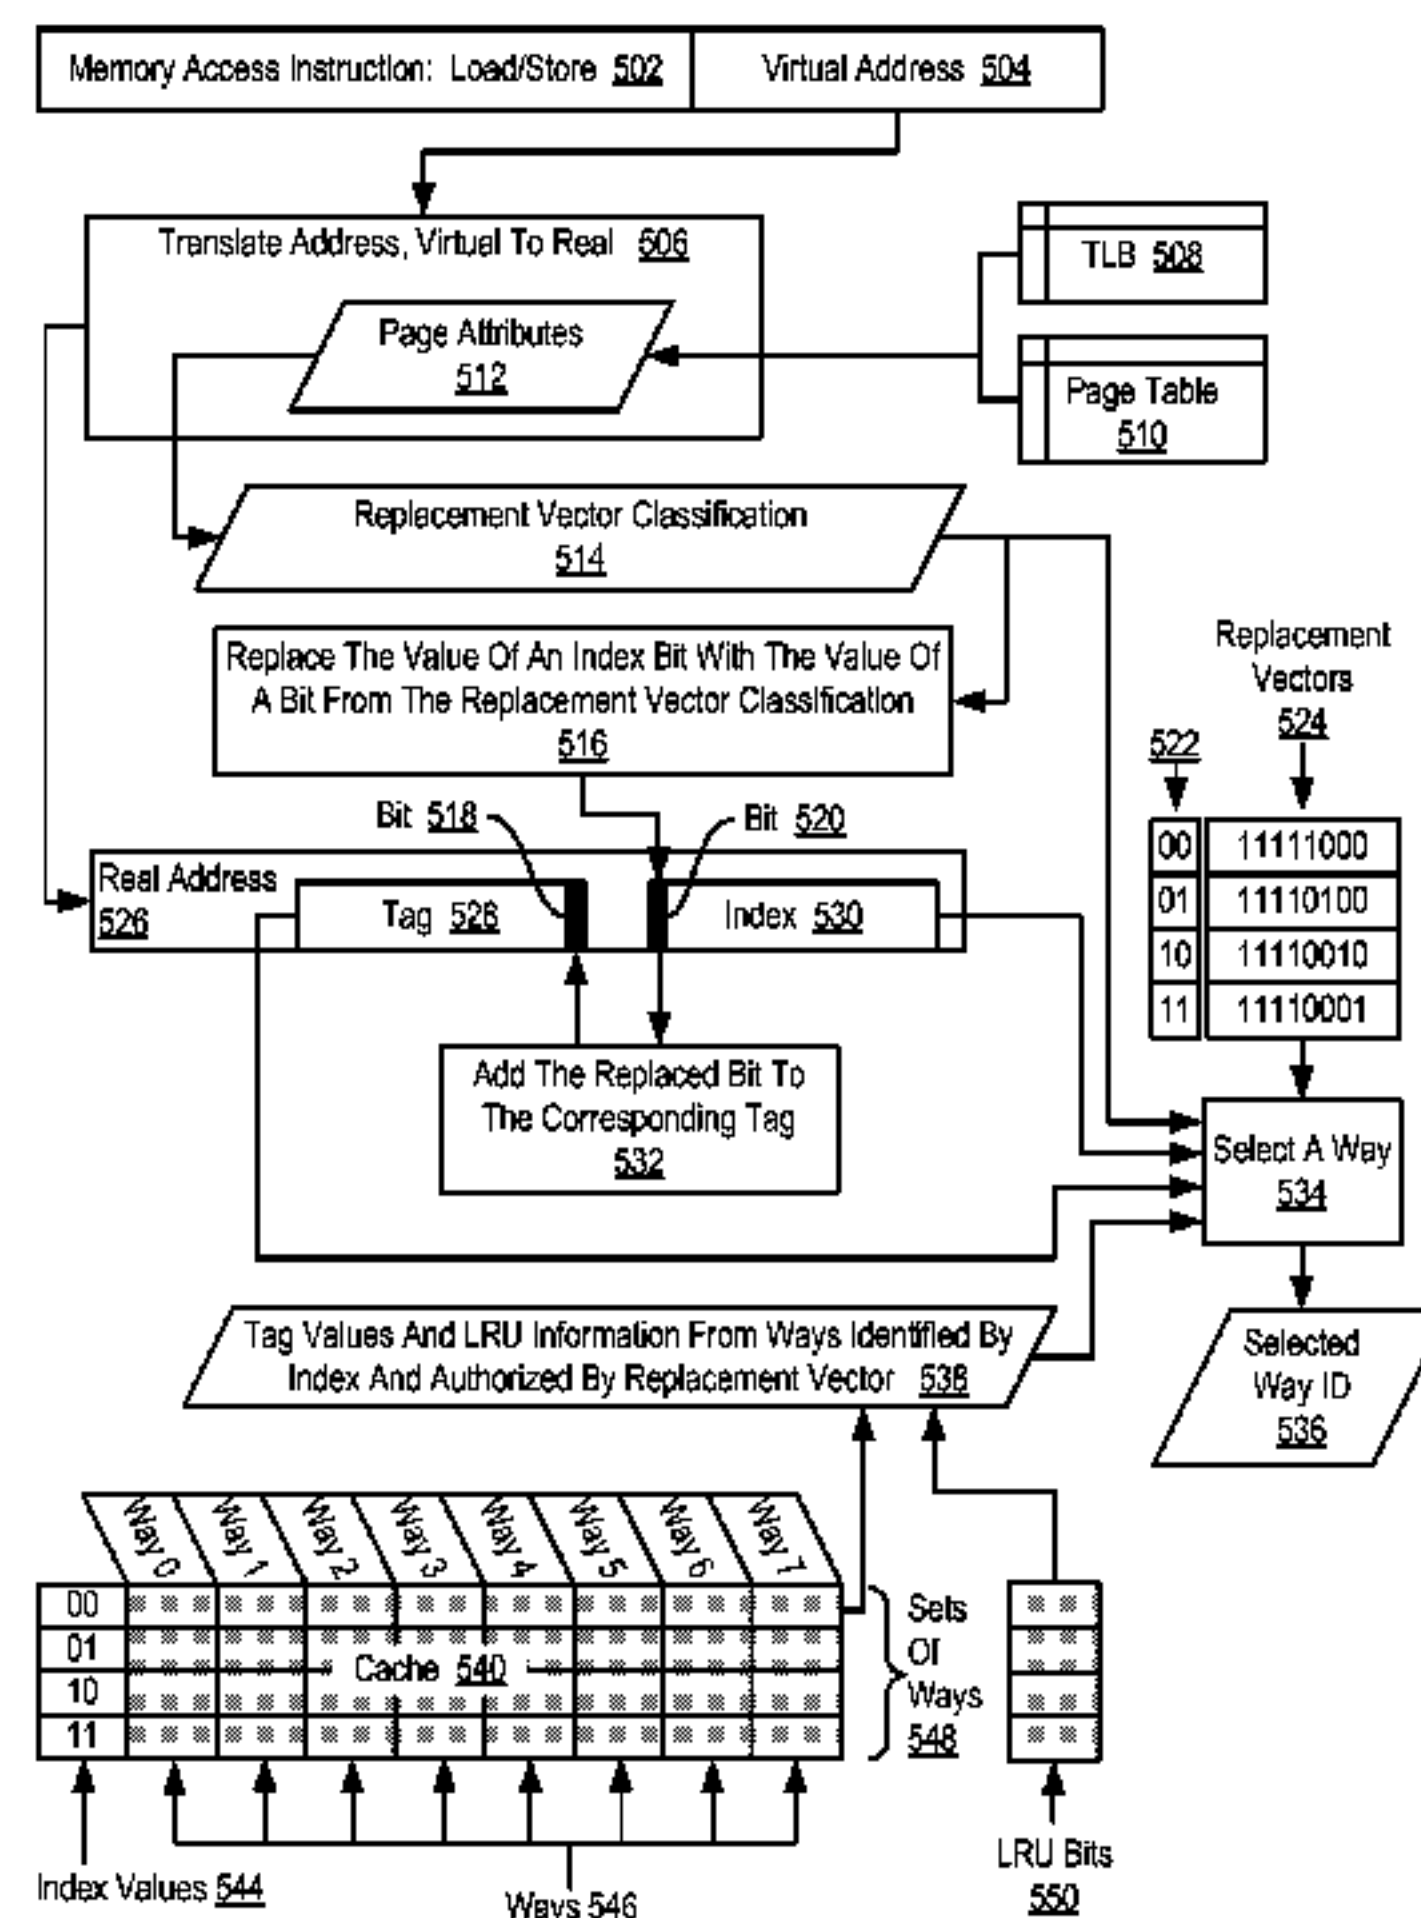 Memory Access Instruction: Load/Store 502
Virtual Address 504
Translate Address, Virtual To Real 506
TLB 508
Page Attributes
512
Page Table
510
Replacement Vector Classification
514
Replace The Value Of An Index Bit With The Value Of
A Bit From The Replacement Vector Classification
516
Replacement
Vectors
524
522
Bit 518
Bit 520
00 11111000
01 11110100
10 11110010
11 11110001
Real Address
526
Tag 526
Index 530
Add The Replaced Bit To
The Corresponding Tag
532
Select A Way
534
Tag Values And LRU Information From Ways Identified By
Index And Authorized By Replacement Vector 538
Selected
Way ID
536
Way 0
Way 1
Way 2
Way 3
Way 4
Way 5
Way 6
Way 7
00
01
10
11
Cache 540
Sets
Of
Ways
548
Index Values 544
Ways 546
LRU Bits
550